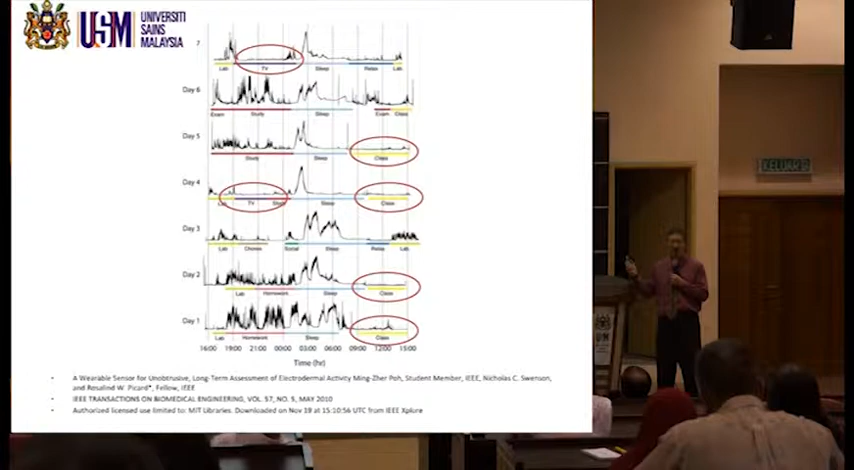 USM
UNIVERSITI
SAINS
MALAYSIA
7
Lab TV Sleep Relax Lab
Day 6
Exam Study Sleep Exam Class
Day 5
Study Sleep Class
Day 4
Lab TV Study Sleep Class
Day 3
Lab Chores Social Sleep Relax Lab
Day 2
Lab Homework Sleep Class
Day 1
Lab Homework Sleep Class
16:00 18:00 21:00 00:00 03:00 06:00 09:00 12:00 15:00
Time (hr)
• A Wearable Sensor for Unobtrusive, Long-Term Assessment of Electrodermal Activity Ming-Zher Poh, Student Member, IEEE, Nicholas C. Swenson,
and Rosalind W. Picard*, Fellow, IEEE
• IEEE TRANSACTIONS ON BIOMEDICAL ENGINEERING, VOL. 57, NO. 5, MAY 2010
• Authorized licensed use limited to: MIT Libraries. Downloaded on Nov 19 at 15:10:56 UTC from IEEE Xplore
KELUAR
USM